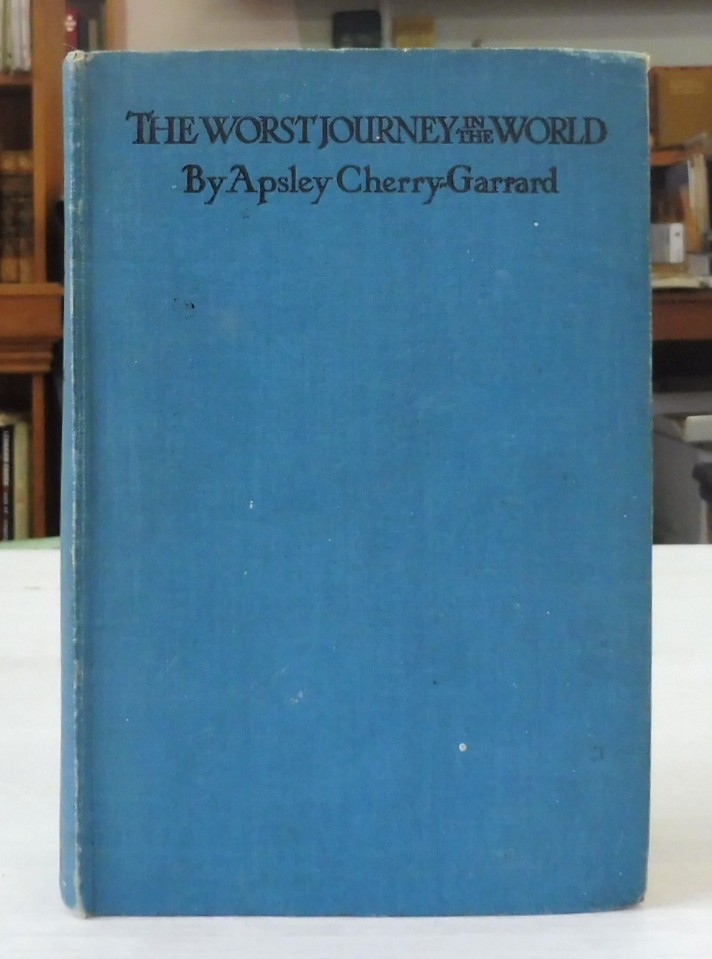 THE WORST JOURNEY IN THE WORLD
By Apsley Cherry-Garrard